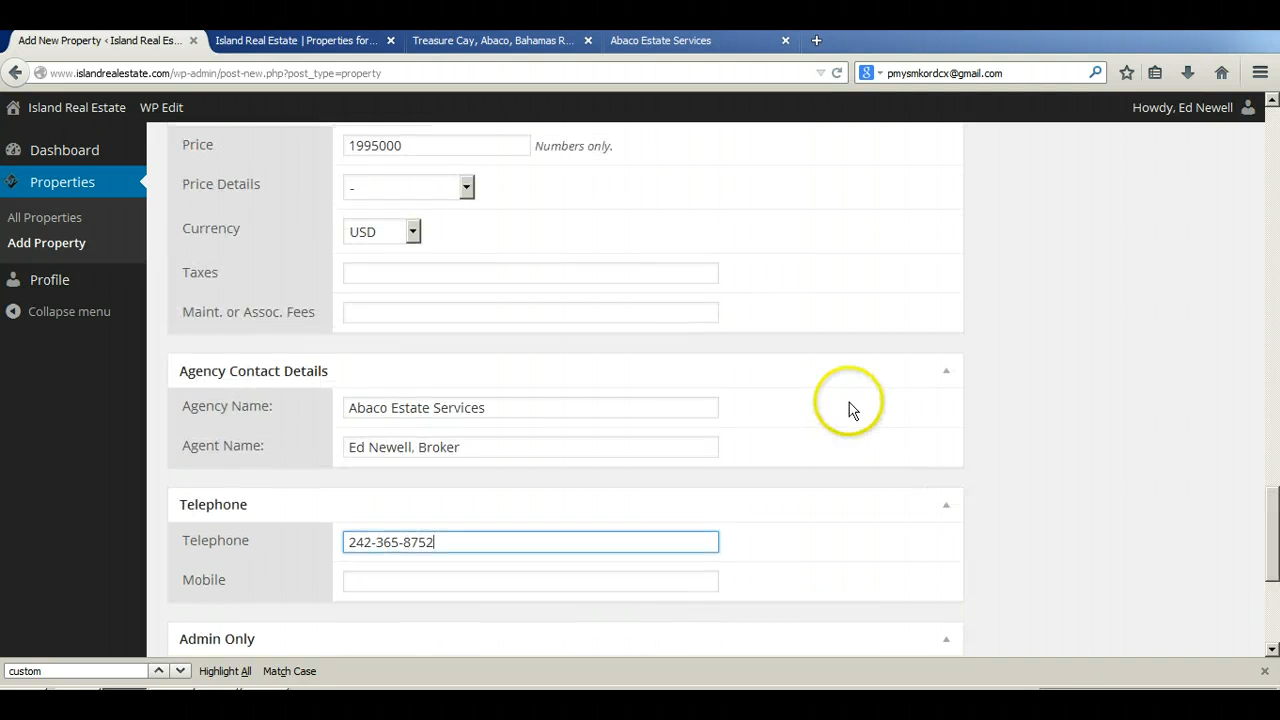 Add New Property ‹ Island Real Es...
Island Real Estate | Properties for...
Treasure Cay, Abaco, Bahamas R...
Abaco Estate Services
www.islandrealestate.com/wp-admin/post-new.php?post_type=property
pmysmkordcx@gmail.com
Island Real Estate
WP Edit
Howdy, Ed Newell
Dashboard
Properties
All Properties
Add Property
Profile
Collapse menu
Price
1995000
Numbers only.
Price Details
-
Currency
USD
Taxes
Maint. or Assoc. Fees
Agency Contact Details
Agency Name:
Abaco Estate Services
Agent Name:
Ed Newell, Broker
Telephone
Telephone
242-365-8752
Mobile
Admin Only
custom
Highlight All
Match Case